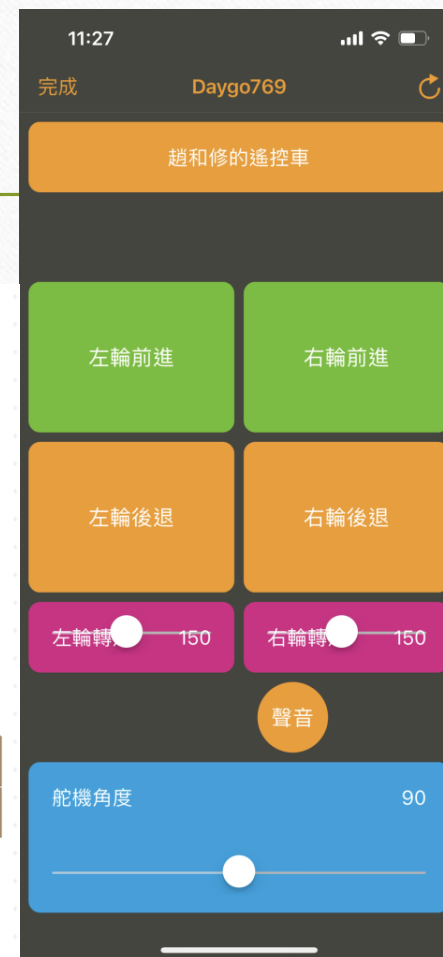 11:27
完成 Daygo769
趙和修的遙控車
左輪前進 右輪前進
左輪後退 右輪後退
左輪轉 150 右輪轉 150
聲音
舵機角度 90